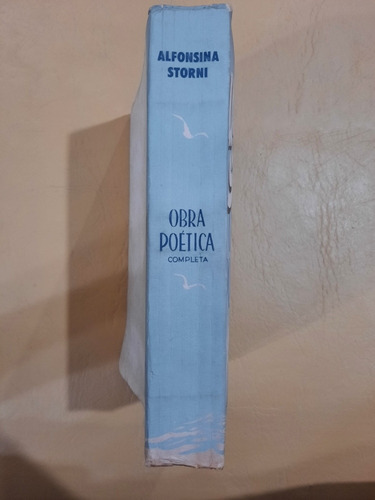 ALFONSINA
STORNI
OBRA
POÉTICA
COMPLETA